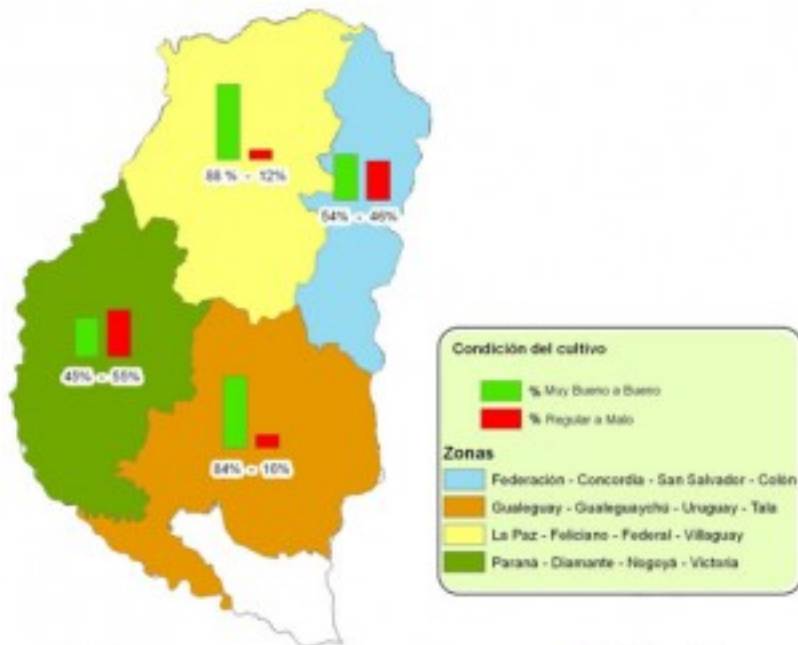 88 % - 12%
54% - 46%
45% - 55%
84% - 16%
Condición del cultivo
% Muy Bueno a Bueno
% Regular a Malo
Zonas
Federación - Concordia - San Salvador - Colón
Gualeguay - Gualeguaychú - Uruguay - Tala
La Paz - Feliciano - Federal - Villaguay
Paraná - Diamante - Nogoyá - Victoria